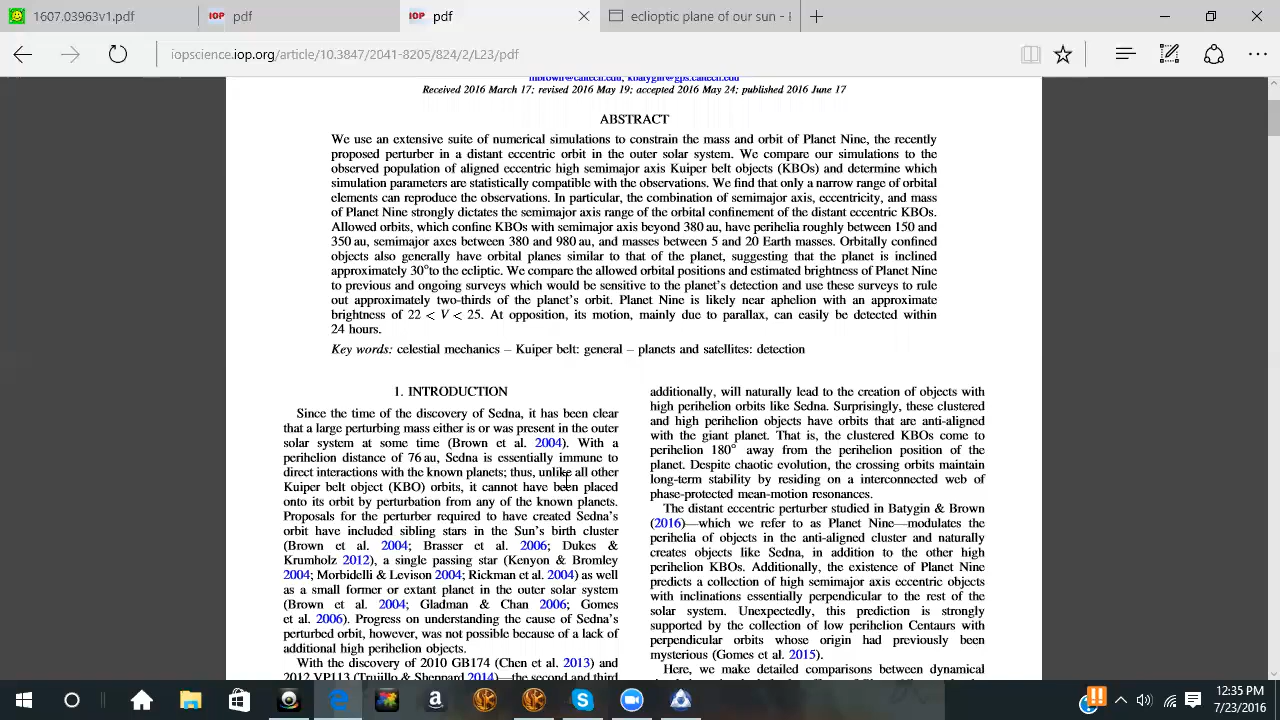 1609.04037.pdf
IOP
IOP
iopscience.iop.org/article/10.3847/2041-8205/824/2/L23/pdf
mbrown@caltech.edu, kbatygin@gps.caltech.edu
Received 2016 March 17; revised 2016 May 19; accepted 2016 May 24; published 2016 June 17
ABSTRACT
We use an extensive suite of numerical simulations to constrain the mass and orbit of Planet Nine, the recently
proposed perturber in a distant eccentric orbit in the outer solar system. We compare our simulations to the
observed population of aligned eccentric high semimajor axis Kuiper belt objects (KBOs) and determine which
simulation parameters are statistically compatible with the observations. We find that only a narrow range of orbital
elements can reproduce the observations. In particular, the combination of semimajor axis, eccentricity, and mass
of Planet Nine strongly dictates the semimajor axis range of the orbital confinement of the distant eccentric KBOs.
Allowed orbits, which confine KBOs with semimajor axis beyond 380 au, have perihelia roughly between 150 and
350 au, semimajor axes between 380 and 980 au, and masses between 5 and 20 Earth masses. Orbitally confined
objects also generally have orbital planes similar to that of the planet, suggesting that the planet is inclined
approximately 30°to the ecliptic. We compare the allowed orbital positions and estimated brightness of Planet Nine
to previous and ongoing surveys which would be sensitive to the planet's detection and use these surveys to rule
out approximately two-thirds of the planet's orbit. Planet Nine is likely near aphelion with an approximate
brightness of 22 < V < 25. At opposition, its motion, mainly due to parallax, can easily be detected within
24 hours.
Key words: celestial mechanics – Kuiper belt: general – planets and satellites: detection
1. INTRODUCTION
Since the time of the discovery of Sedna, it has been clear
that a large perturbing mass either is or was present in the outer
solar system at some time (Brown et al. 2004). With a
perihelion distance of 76 au, Sedna is essentially immune to
direct interactions with the known planets; thus, unlike all other
Kuiper belt object (KBO) orbits, it cannot have been placed
onto its orbit by perturbation from any of the known planets.
Proposals for the perturber required to have created Sedna's
orbit have included sibling stars in the Sun's birth cluster
(Brown et al. 2004; Brasser et al. 2006; Dukes &
Krumholz 2012), a single passing star (Kenyon & Bromley
2004; Morbidelli & Levison 2004; Rickman et al. 2004) as well
as a small former or extant planet in the outer solar system
(Brown et al. 2004; Gladman & Chan 2006; Gomes
et al. 2006). Progress on understanding the cause of Sedna's
perturbed orbit, however, was not possible because of a lack of
additional high perihelion objects.
With the discovery of 2010 GB174 (Chen et al. 2013) and
2012 VP113 (Trujillo & Sheppard 2014)—the second and third
additionally, will naturally lead to the creation of objects with
high perihelion orbits like Sedna. Surprisingly, these clustered
and high perihelion objects have orbits that are anti-aligned
with the giant planet. That is, the clustered KBOs come to
perihelion 180° away from the perihelion position of the
planet. Despite chaotic evolution, the crossing orbits maintain
long-term stability by residing on a interconnected web of
phase-protected mean-motion resonances.
The distant eccentric perturber studied in Batygin & Brown
(2016)—which we refer to as Planet Nine—modulates the
perihelia of objects in the anti-aligned cluster and naturally
creates objects like Sedna, in addition to the other high
perihelion KBOs. Additionally, the existence of Planet Nine
predicts a collection of high semimajor axis eccentric objects
with inclinations essentially perpendicular to the rest of the
solar system. Unexpectedly, this prediction is strongly
supported by the collection of low perihelion Centaurs with
perpendicular orbits whose origin had previously been
mysterious (Gomes et al. 2015).
Here, we make detailed comparisons between dynamical
12:35 PM
7/23/2016